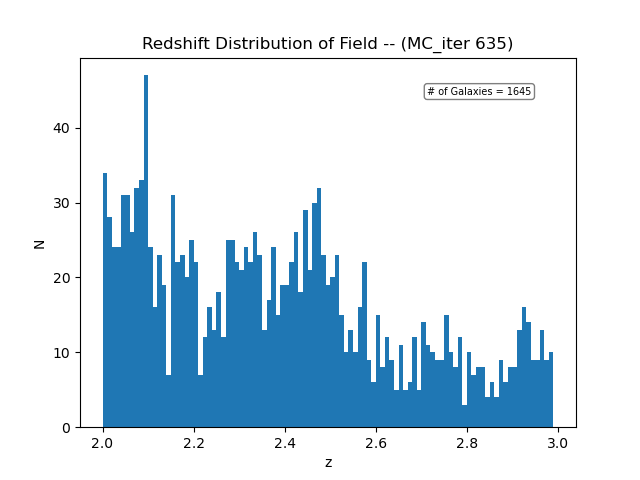 Redshift Distribution of Field -- (MC_iter 635)
# of Galaxies = 1645
N
40
30
20
10
0
2.0 2.2 2.4 2.6 2.8 3.0
z